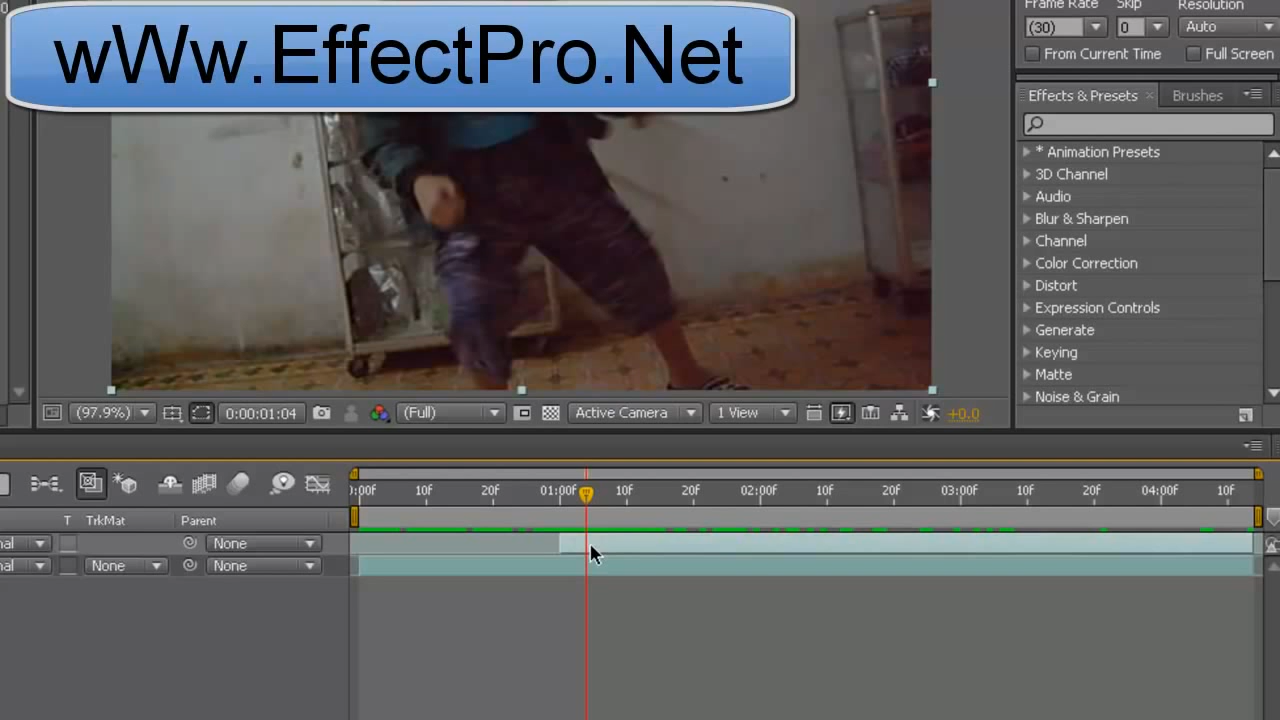 wWw.EffectPro.Net
Frame Rate Skip Resolution
(30) 0 Auto
From Current Time Full Screen
Effects & Presets × Brushes
* Animation Presets
3D Channel
Audio
Blur & Sharpen
Channel
Color Correction
Distort
Expression Controls
Generate
Keying
Matte
Noise & Grain
(97.9%) 0:00:01:04 (Full) Active Camera 1 View +0.0
0:00f 10f 20f 01:00f 10f 20f 02:00f 10f 20f 03:00f 10f 20f 04:00f 10f
T TrkMat Parent
None
None None